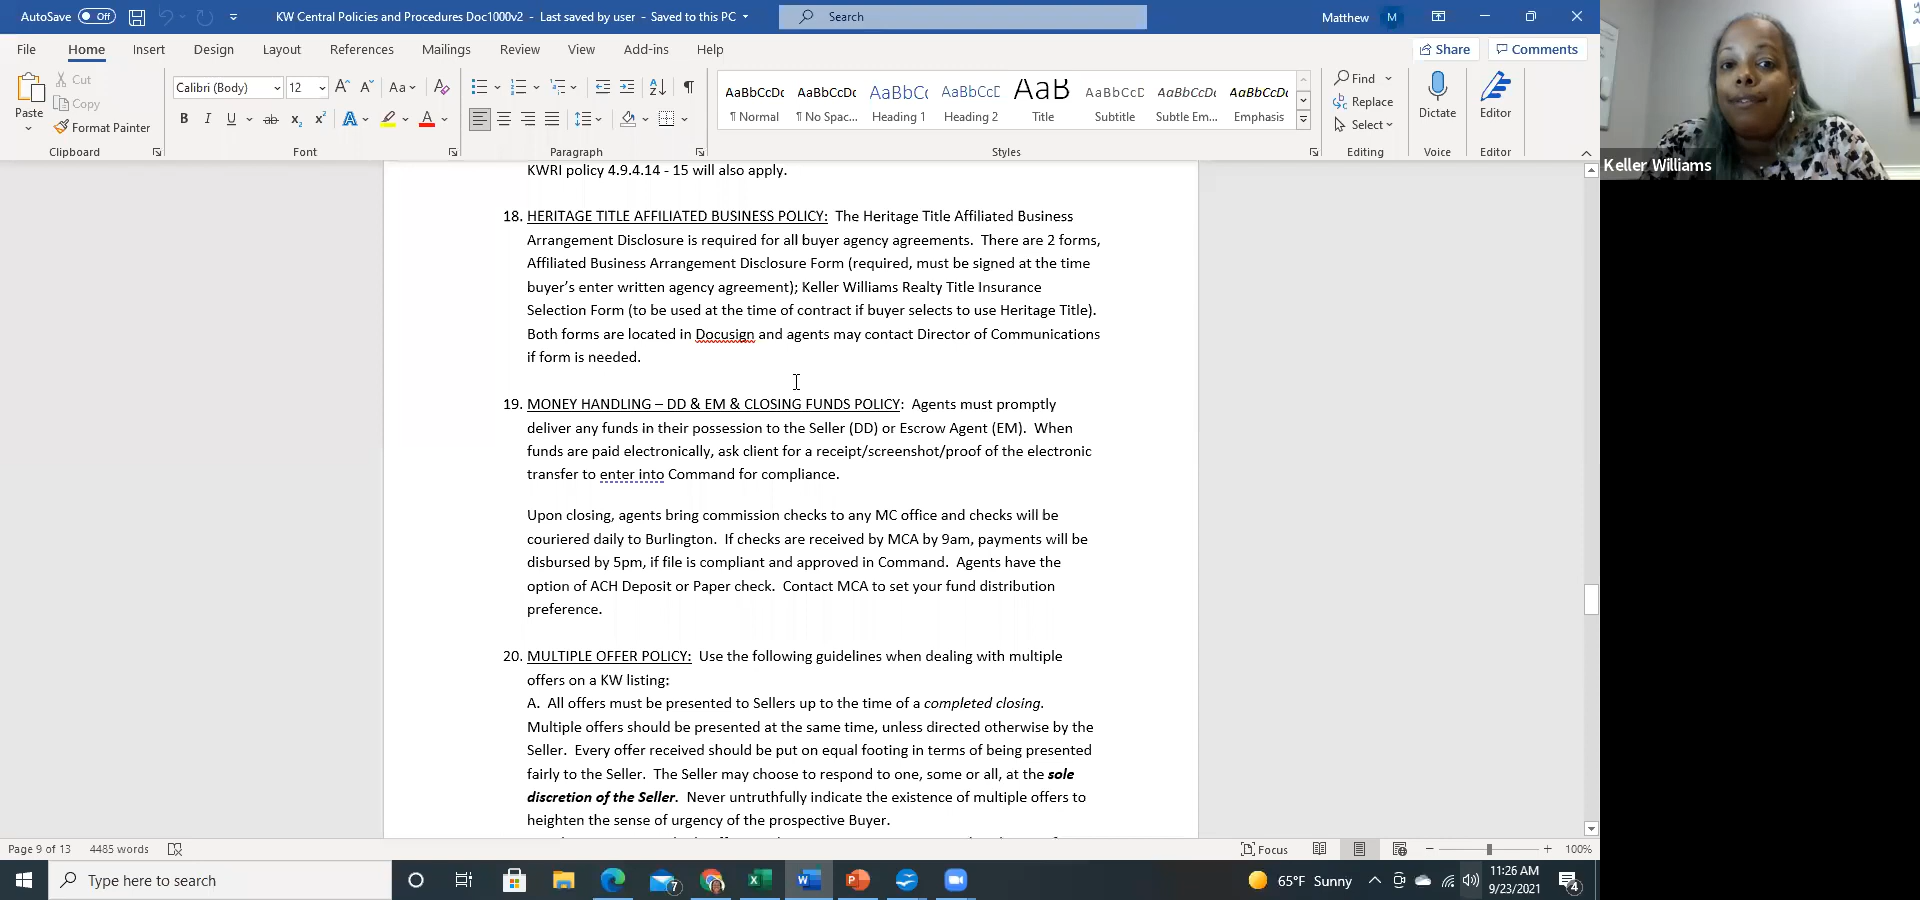 AutoSave Off KW Central Policies and Procedures Doc1000v2 - Last saved by user - Saved to this PC Search Matthew M
File Home Insert Design Layout References Mailings Review View Add-ins Help Share Comments
Paste Cut Copy Format Painter
Calibri (Body) 12 A A Aa A
B I U ab x₂ x² A A
AaBbCcDc AaBbCcDc AaBbCc AaBbCcD AaB AaBbCcD AaBbCcDc AaBbCcDc
¶ Normal ¶ No Spac... Heading 1 Heading 2 Title Subtitle Subtle Em... Emphasis
Find Replace Select Dictate Editor
Clipboard Font Paragraph Styles Editing Voice Editor
Keller Williams
KWRI policy 4.9.4.14 - 15 will also apply.
18. HERITAGE TITLE AFFILIATED BUSINESS POLICY: The Heritage Title Affiliated Business
Arrangement Disclosure is required for all buyer agency agreements. There are 2 forms,
Affiliated Business Arrangement Disclosure Form (required, must be signed at the time
buyer's enter written agency agreement); Keller Williams Realty Title Insurance
Selection Form (to be used at the time of contract if buyer selects to use Heritage Title).
Both forms are located in Docusign and agents may contact Director of Communications
if form is needed.
19. MONEY HANDLING – DD & EM & CLOSING FUNDS POLICY: Agents must promptly
deliver any funds in their possession to the Seller (DD) or Escrow Agent (EM). When
funds are paid electronically, ask client for a receipt/screenshot/proof of the electronic
transfer to enter into Command for compliance.
Upon closing, agents bring commission checks to any MC office and checks will be
couriered daily to Burlington. If checks are received by MCA by 9am, payments will be
disbursed by 5pm, if file is compliant and approved in Command. Agents have the
option of ACH Deposit or Paper check. Contact MCA to set your fund distribution
preference.
20. MULTIPLE OFFER POLICY: Use the following guidelines when dealing with multiple
offers on a KW listing:
A. All offers must be presented to Sellers up to the time of a completed closing.
Multiple offers should be presented at the same time, unless directed otherwise by the
Seller. Every offer received should be put on equal footing in terms of being presented
fairly to the Seller. The Seller may choose to respond to one, some or all, at the sole
discretion of the Seller. Never untruthfully indicate the existence of multiple offers to
heighten the sense of urgency of the prospective Buyer.
Page 9 of 13 4485 words Focus 100%
Type here to search 7 65°F Sunny 11:26 AM 9/23/2021 4